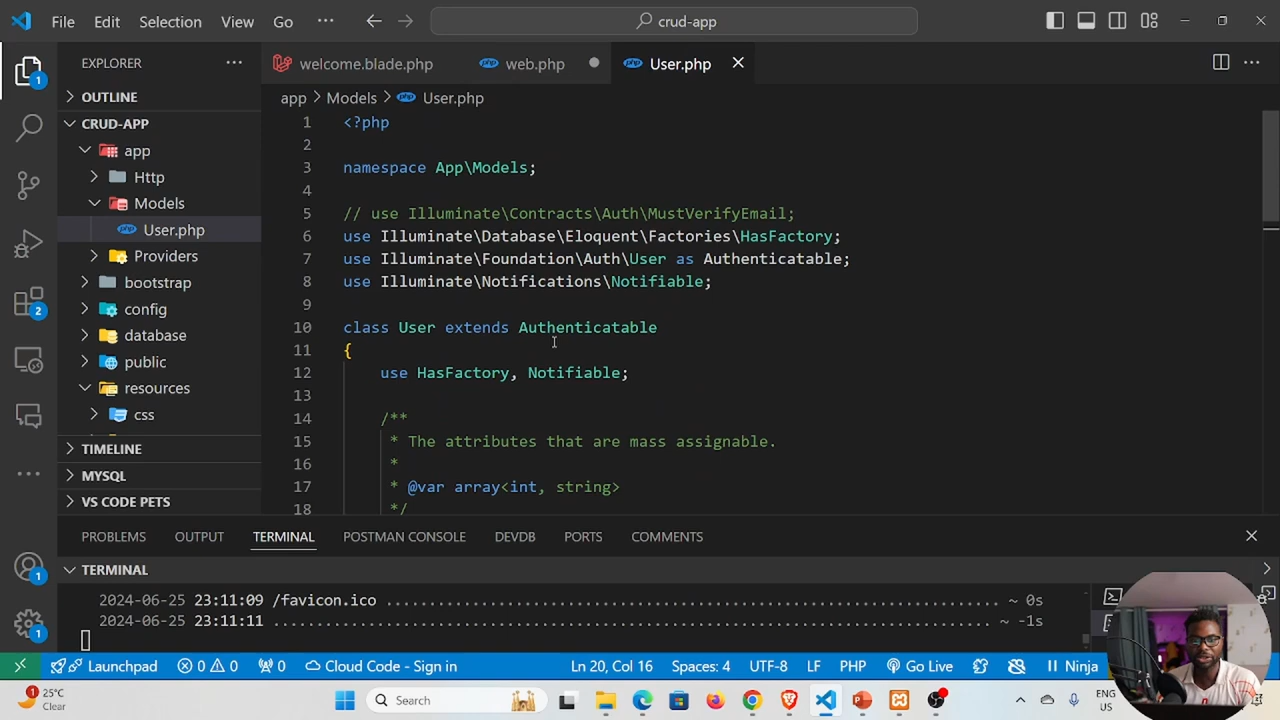 File Edit Selection View Go ··· crud-app
EXPLORER ···
welcome.blade.php
web.php
User.php
OUTLINE
CRUD-APP
app
Http
Models
User.php
Providers
bootstrap
config
database
public
resources
css
TIMELINE
MYSQL
VS CODE PETS
app > Models > User.php
1 <?php
2
3 namespace App\Models;
4
5 // use Illuminate\Contracts\Auth\MustVerifyEmail;
6 use Illuminate\Database\Eloquent\Factories\HasFactory;
7 use Illuminate\Foundation\Auth\User as Authenticatable;
8 use Illuminate\Notifications\Notifiable;
9
10 class User extends Authenticatable
11 {
12 use HasFactory, Notifiable;
13
14 /**
15 * The attributes that are mass assignable.
16 *
17 * @var array<int, string>
18 */
PROBLEMS OUTPUT TERMINAL POSTMAN CONSOLE DEVDB PORTS COMMENTS
TERMINAL
2024-06-25 23:11:09 /favicon.ico ................................................................... ~ 0s
2024-06-25 23:11:11 ............................................................................... ~ -1s
1
2
1
1
Launchpad 0 0 0 Cloud Code - Sign in Ln 20, Col 16 Spaces: 4 UTF-8 LF PHP Go Live Ninja
1
25°C
Clear
Search
ENG
US